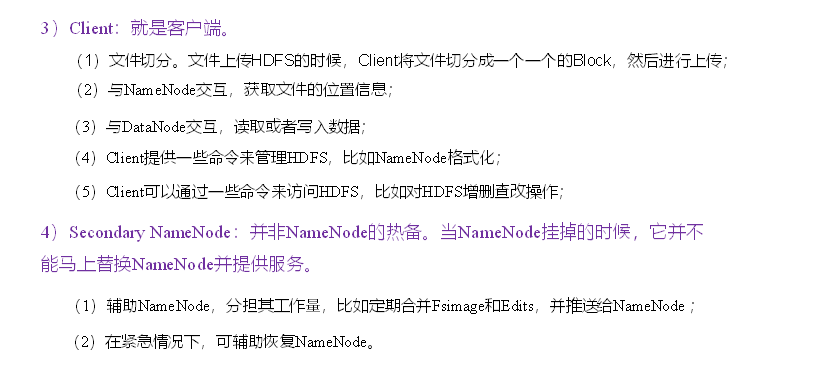 3）Client：就是客户端。
（1）文件切分。文件上传HDFS的时候，Client将文件切分成一个一个的Block，然后进行上传；
（2）与NameNode交互，获取文件的位置信息；
（3）与DataNode交互，读取或者写入数据；
（4）Client提供一些命令来管理HDFS，比如NameNode格式化；
（5）Client可以通过一些命令来访问HDFS，比如对HDFS增删查改操作；
4）Secondary NameNode：并非NameNode的热备。当NameNode挂掉的时候，它并不
能马上替换NameNode并提供服务。
（1）辅助NameNode，分担其工作量，比如定期合并Fsimage和Edits，并推送给NameNode ；
（2）在紧急情况下，可辅助恢复NameNode。